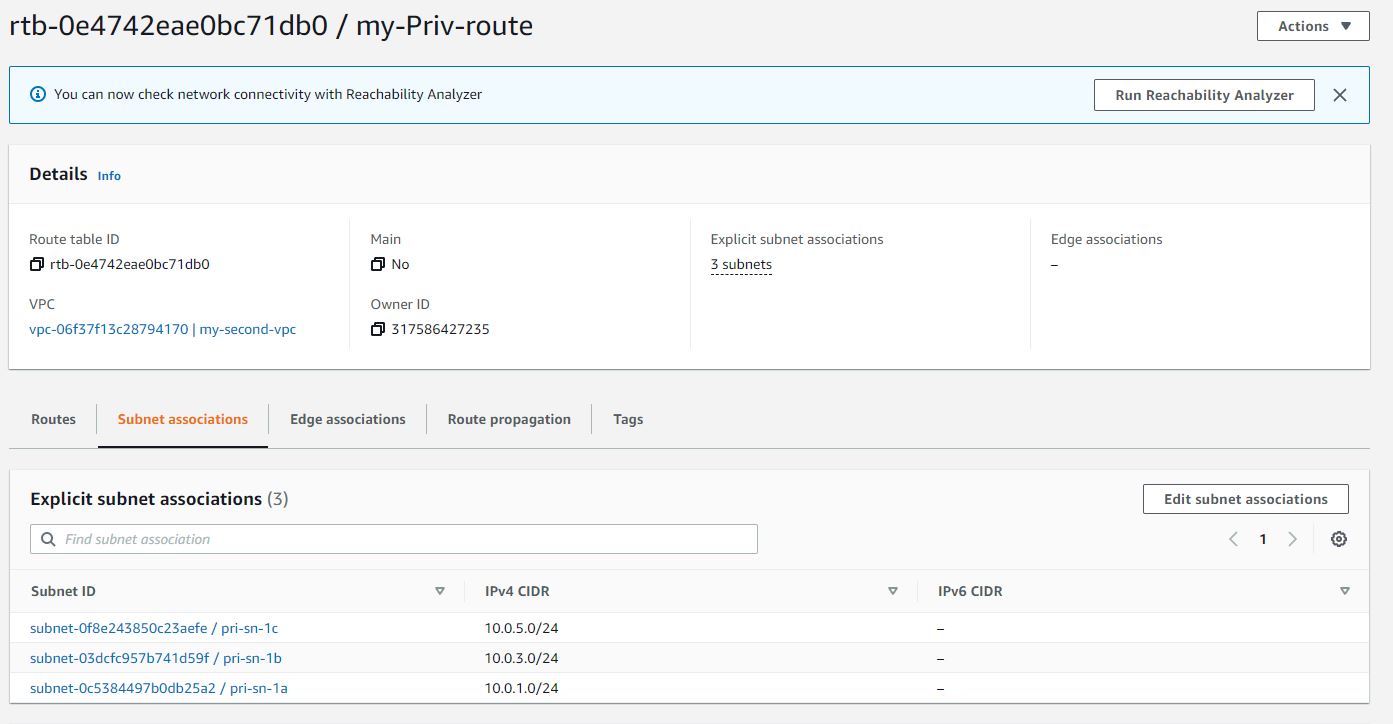 rtb-0e4742eae0bc71db0 / my-Priv-route
Actions
You can now check network connectivity with Reachability Analyzer
Run Reachability Analyzer
Details Info
Route table ID
rtb-0e4742eae0bc71db0
Main
No
Explicit subnet associations
3 subnets
Edge associations
–
VPC
vpc-06f37f13c28794170 | my-second-vpc
Owner ID
317586427235
Routes
Subnet associations
Edge associations
Route propagation
Tags
Explicit subnet associations (3)
Edit subnet associations
Find subnet association
1
Subnet ID IPv4 CIDR IPv6 CIDR
subnet-0f8e243850c23aefe / pri-sn-1c 10.0.5.0/24 –
subnet-03dcfc957b741d59f / pri-sn-1b 10.0.3.0/24 –
subnet-0c5384497b0db25a2 / pri-sn-1a 10.0.1.0/24 –